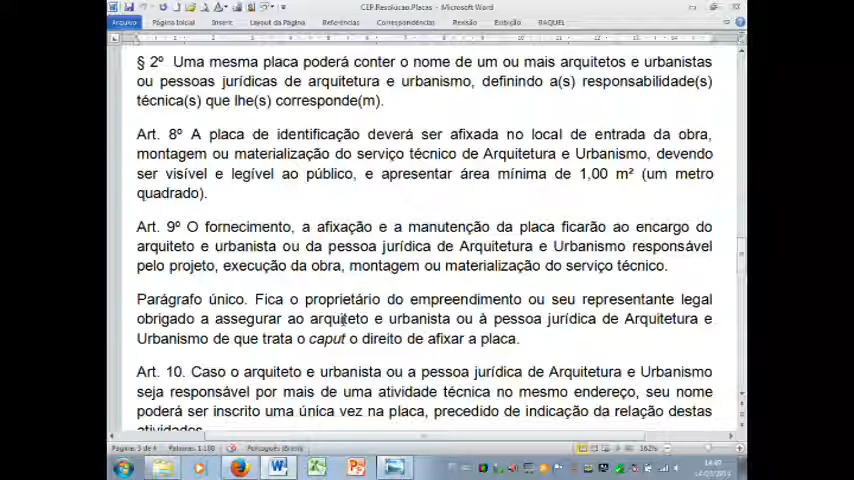 CEP.Resolucao.Placas - Microsoft Word
Arquivo Página Inicial Inserir Layout da Página Referências Correspondências Revisão Exibição RAQUEL
§ 2º Uma mesma placa poderá conter o nome de um ou mais arquitetos e urbanistas
ou pessoas jurídicas de arquitetura e urbanismo, definindo a(s) responsabilidade(s)
técnica(s) que lhe(s) corresponde(m).
Art. 8º A placa de identificação deverá ser afixada no local de entrada da obra,
montagem ou materialização do serviço técnico de Arquitetura e Urbanismo, devendo
ser visível e legível ao público, e apresentar área mínima de 1,00 m² (um metro
quadrado).
Art. 9º O fornecimento, a afixação e a manutenção da placa ficarão ao encargo do
arquiteto e urbanista ou da pessoa jurídica de Arquitetura e Urbanismo responsável
pelo projeto, execução da obra, montagem ou materialização do serviço técnico.
Parágrafo único. Fica o proprietário do empreendimento ou seu representante legal
obrigado a assegurar ao arquiteto e urbanista ou à pessoa jurídica de Arquitetura e
Urbanismo de que trata o caput o direito de afixar a placa.
Art. 10. Caso o arquiteto e urbanista ou a pessoa jurídica de Arquitetura e Urbanismo
seja responsável por mais de uma atividade técnica no mesmo endereço, seu nome
poderá ser inscrito uma única vez na placa, precedido de indicação da relação destas
atividades
Português (Brasil) 162%